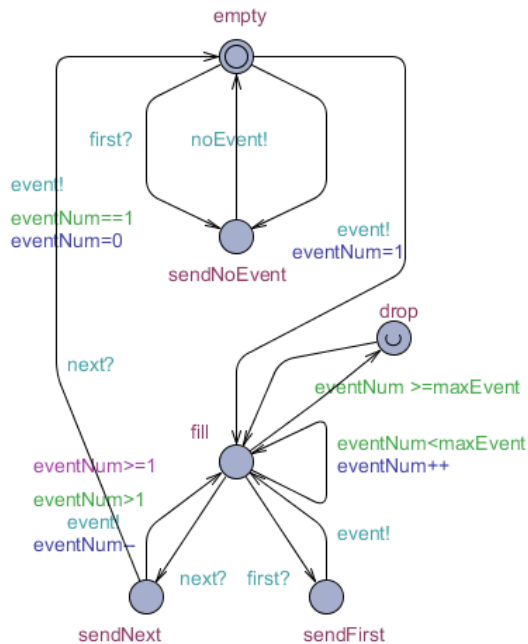 empty
first?
noEvent!
event!
eventNum==1
eventNum=0
event!
eventNum=1
sendNoEvent
drop
next?
eventNum >=maxEvent
fill
eventNum<maxEvent
eventNum++
eventNum>=1
eventNum>1
event!
eventNum--
event!
next?
first?
sendNext
sendFirst